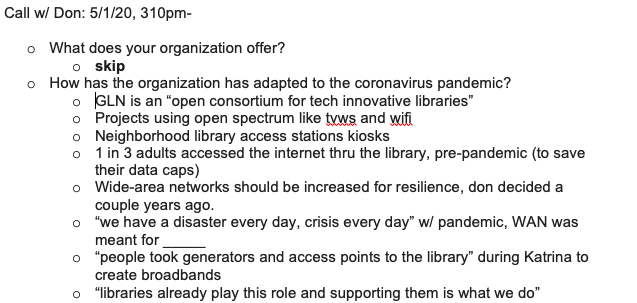 Call w/ Don: 5/1/20, 310pm-
o What does your organization offer?
o skip
o How has the organization has adapted to the coronavirus pandemic?
o GLN is an “open consortium for tech innovative libraries”
o Projects using open spectrum like tvws and wifi
o Neighborhood library access stations kiosks
o 1 in 3 adults accessed the internet thru the library, pre-pandemic (to save
their data caps)
o Wide-area networks should be increased for resilience, don decided a
couple years ago.
o “we have a disaster every day, crisis every day” w/ pandemic, WAN was
meant for ______
o “people took generators and access points to the library” during Katrina to
create broadbands
o “libraries already play this role and supporting them is what we do”